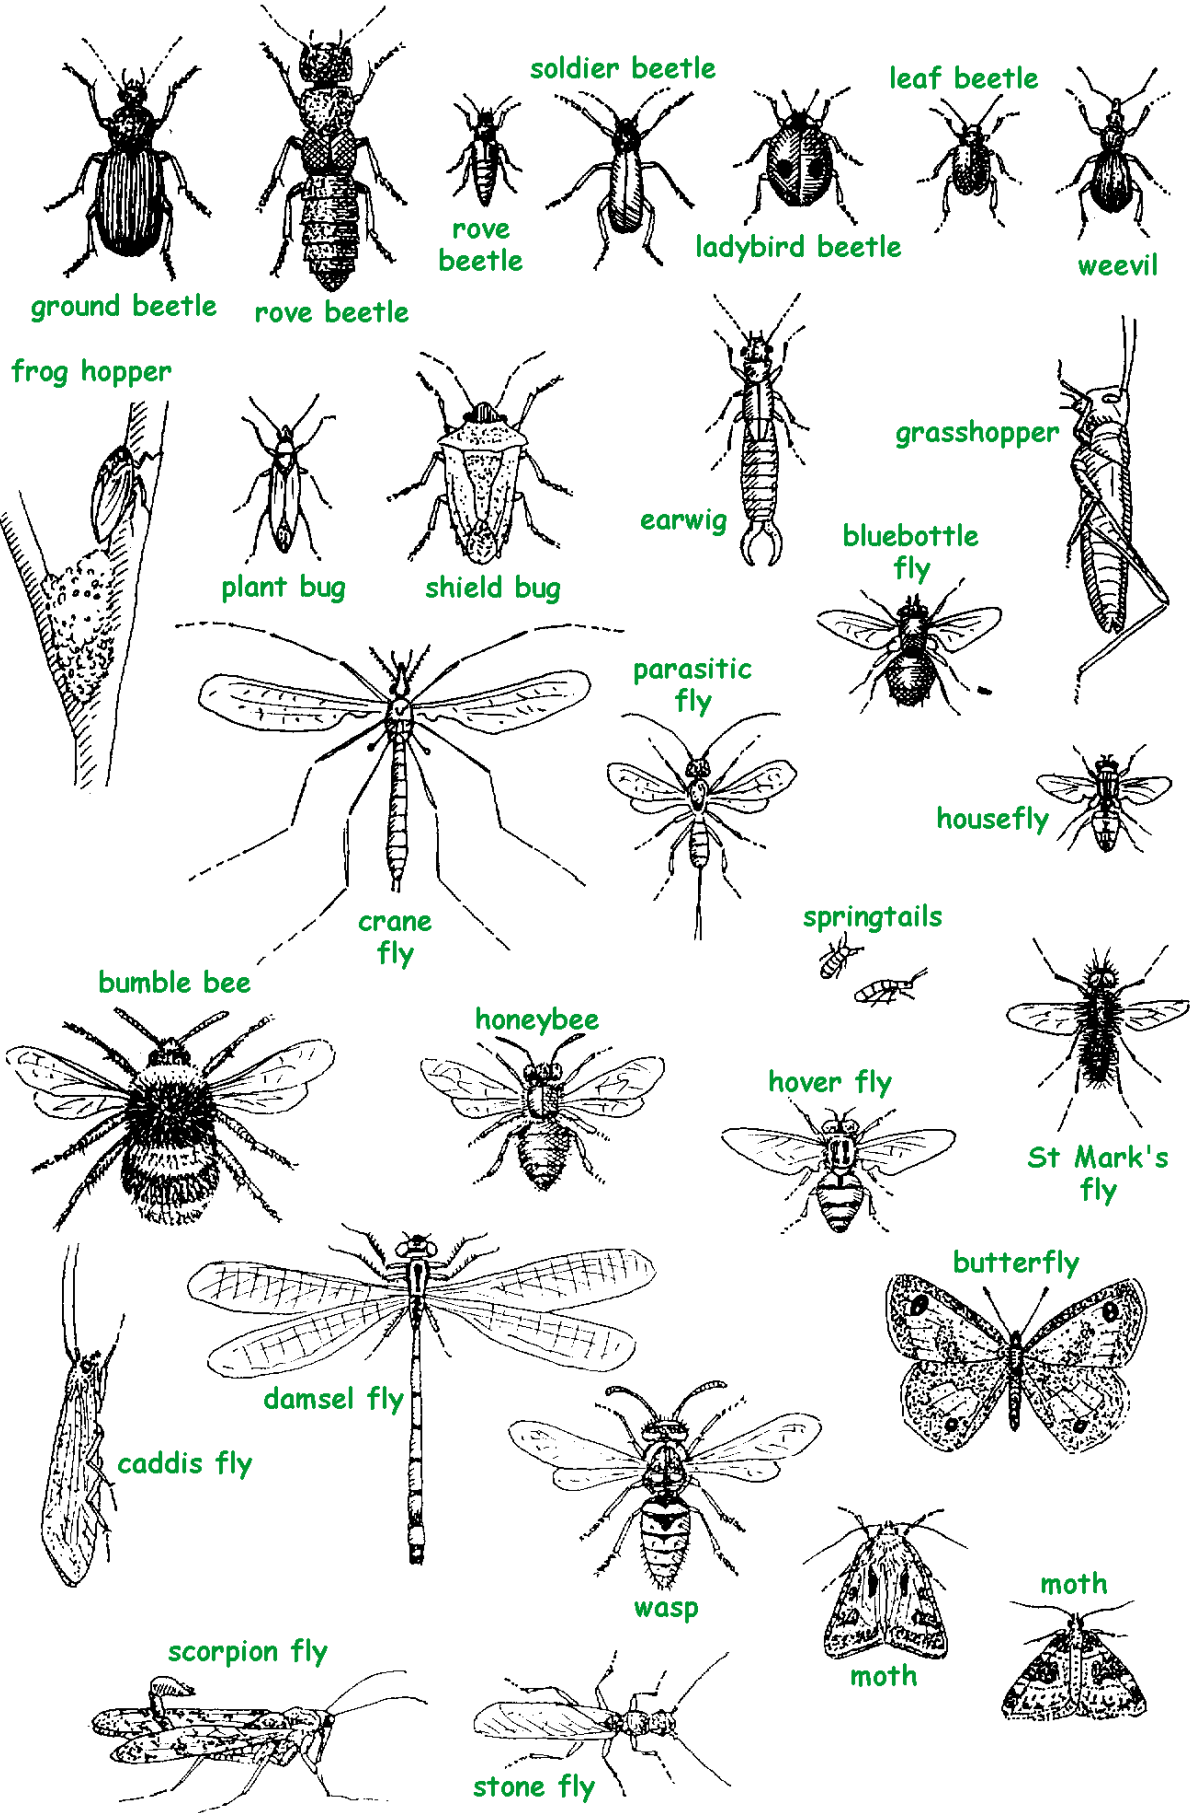 soldier beetle
leaf beetle
rove
beetle
ladybird beetle
weevil
ground beetle
rove beetle
frog hopper
grasshopper
earwig
bluebottle
fly
plant bug
shield bug
parasitic
fly
housefly
crane
fly
springtails
bumble bee
honeybee
hover fly
St Mark's
fly
butterfly
damsel fly
caddis fly
wasp
moth
scorpion fly
moth
stone fly